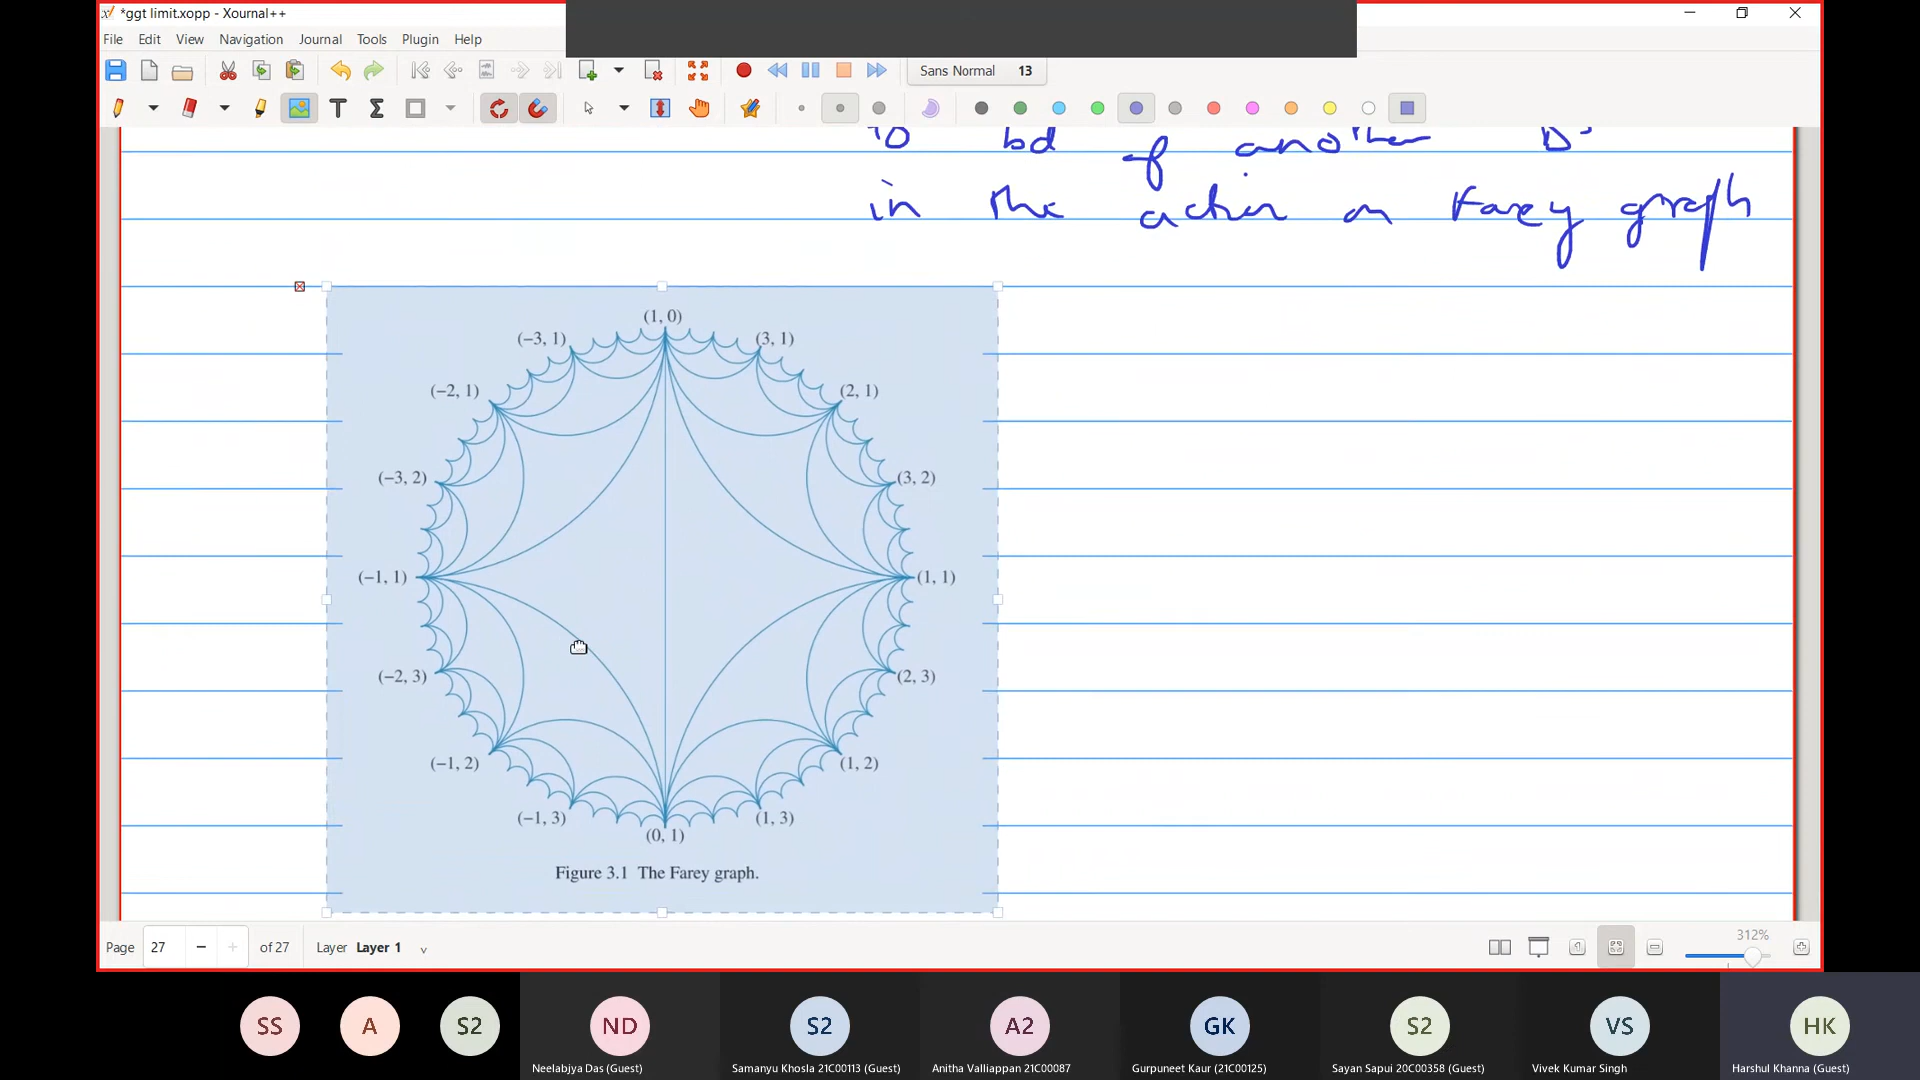 *ggt limit.xopp - Xournal++
File Edit View Navigation Journal Tools Plugin Help
Sans Normal 13
to bd of another
in the action on Farey graph
(1, 0)
(−3, 1) (3, 1)
(−2, 1) (2, 1)
(−3, 2) (3, 2)
(−1, 1) (1, 1)
(−2, 3) (2, 3)
(−1, 2) (1, 2)
(−1, 3) (1, 3)
(0, 1)
Figure 3.1 The Farey graph.
Page 27 of 27 Layer Layer 1 312%
SS A S2 ND S2 A2 GK S2 VS HK
Neelabjya Das (Guest) Samanyu Khosla 21C00113 (Guest) Anitha Valliappan 21C00087 Gurpuneet Kaur (21C00125) Sayan Sapui 20C00358 (Guest) Vivek Kumar Singh Harshul Khanna (Guest)